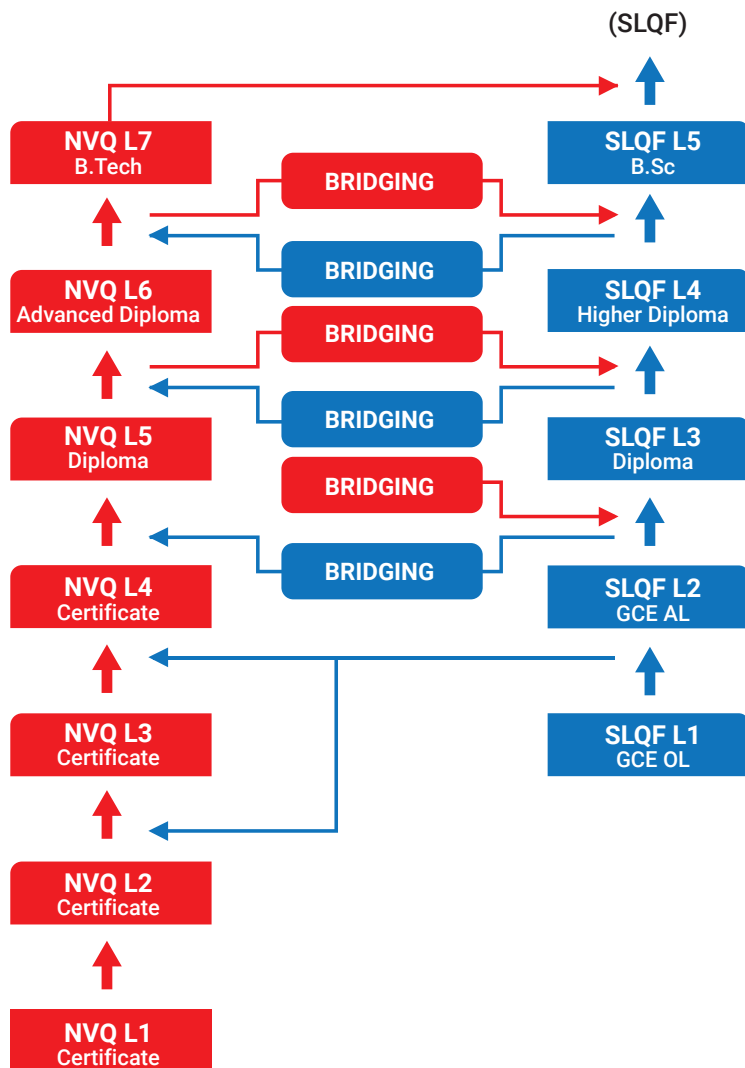 (SLQF)
NVQ L7
B.Tech
SLQF L5
B.Sc
BRIDGING
BRIDGING
NVQ L6
Advanced Diploma
SLQF L4
Higher Diploma
BRIDGING
BRIDGING
NVQ L5
Diploma
SLQF L3
Diploma
BRIDGING
BRIDGING
NVQ L4
Certificate
SLQF L2
GCE AL
NVQ L3
Certificate
SLQF L1
GCE OL
NVQ L2
Certificate
NVQ L1
Certificate